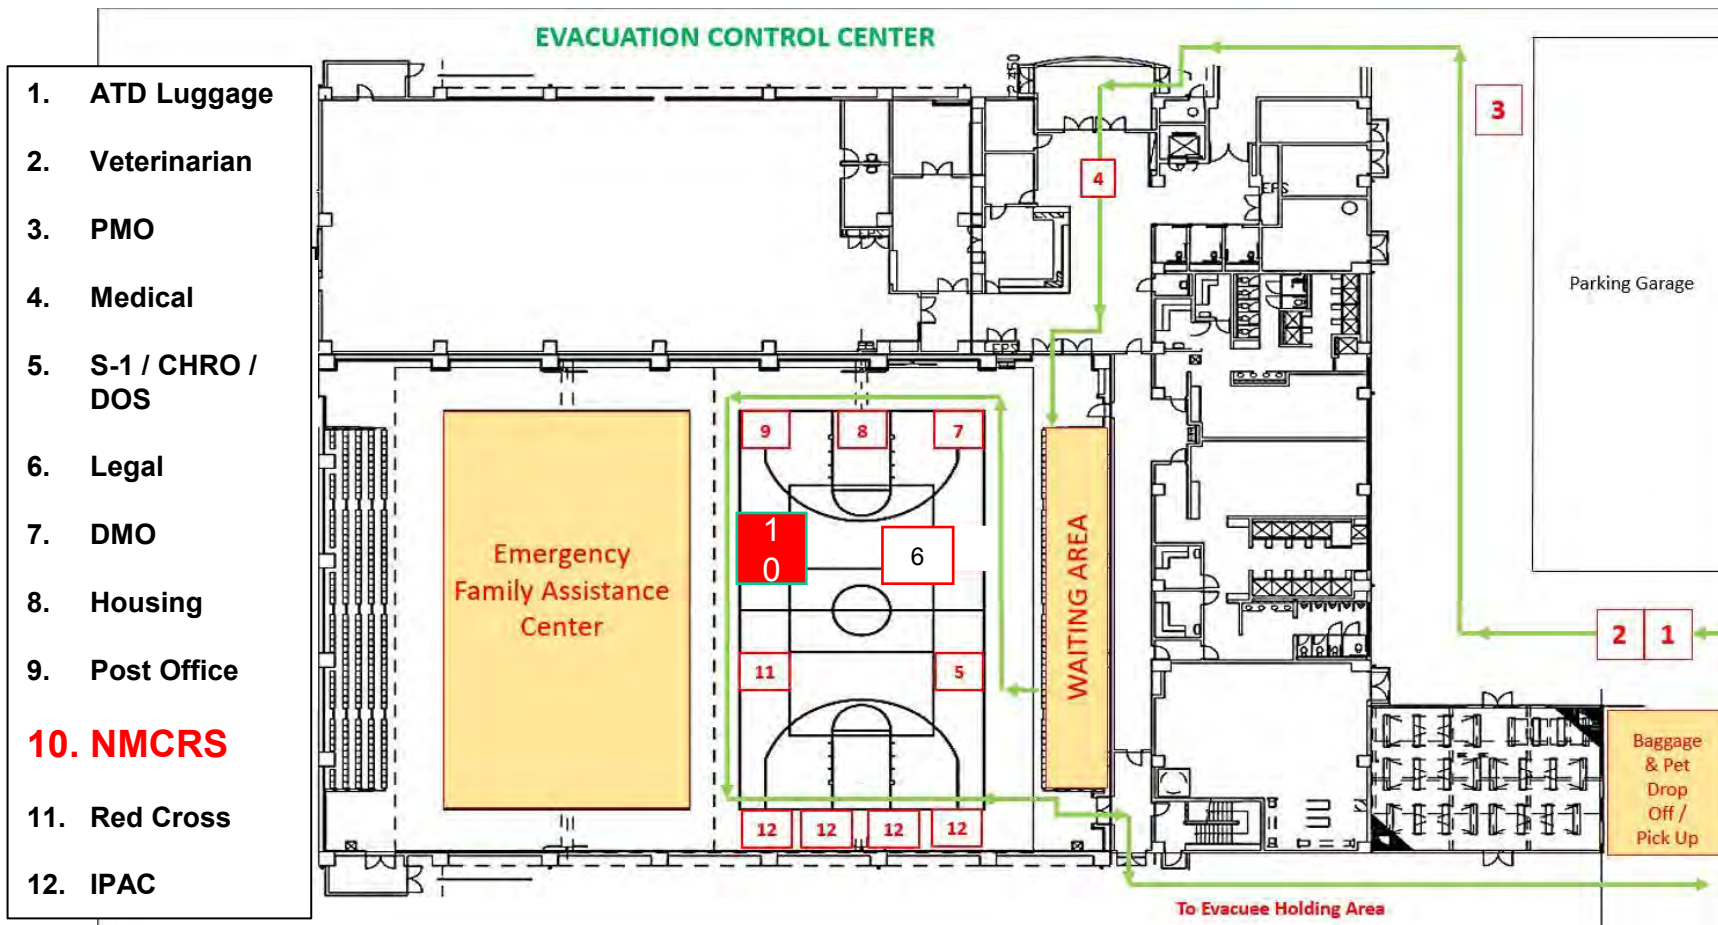 EVACUATION CONTROL CENTER
1. ATD Luggage
2. Veterinarian
3. PMO
4. Medical
5. S-1 / CHRO /
DOS
6. Legal
7. DMO
8. Housing
9. Post Office
10. NMCRS
11. Red Cross
12. IPAC
3
4
EFS
Parking Garage
EPS
9
8
7
1
0
6
Emergency
Family Assistance
Center
WAITING AREA
11
5
2
1
12
12
12
12
Baggage
& Pet
Drop
Off /
Pick Up
To Evacuee Holding Area